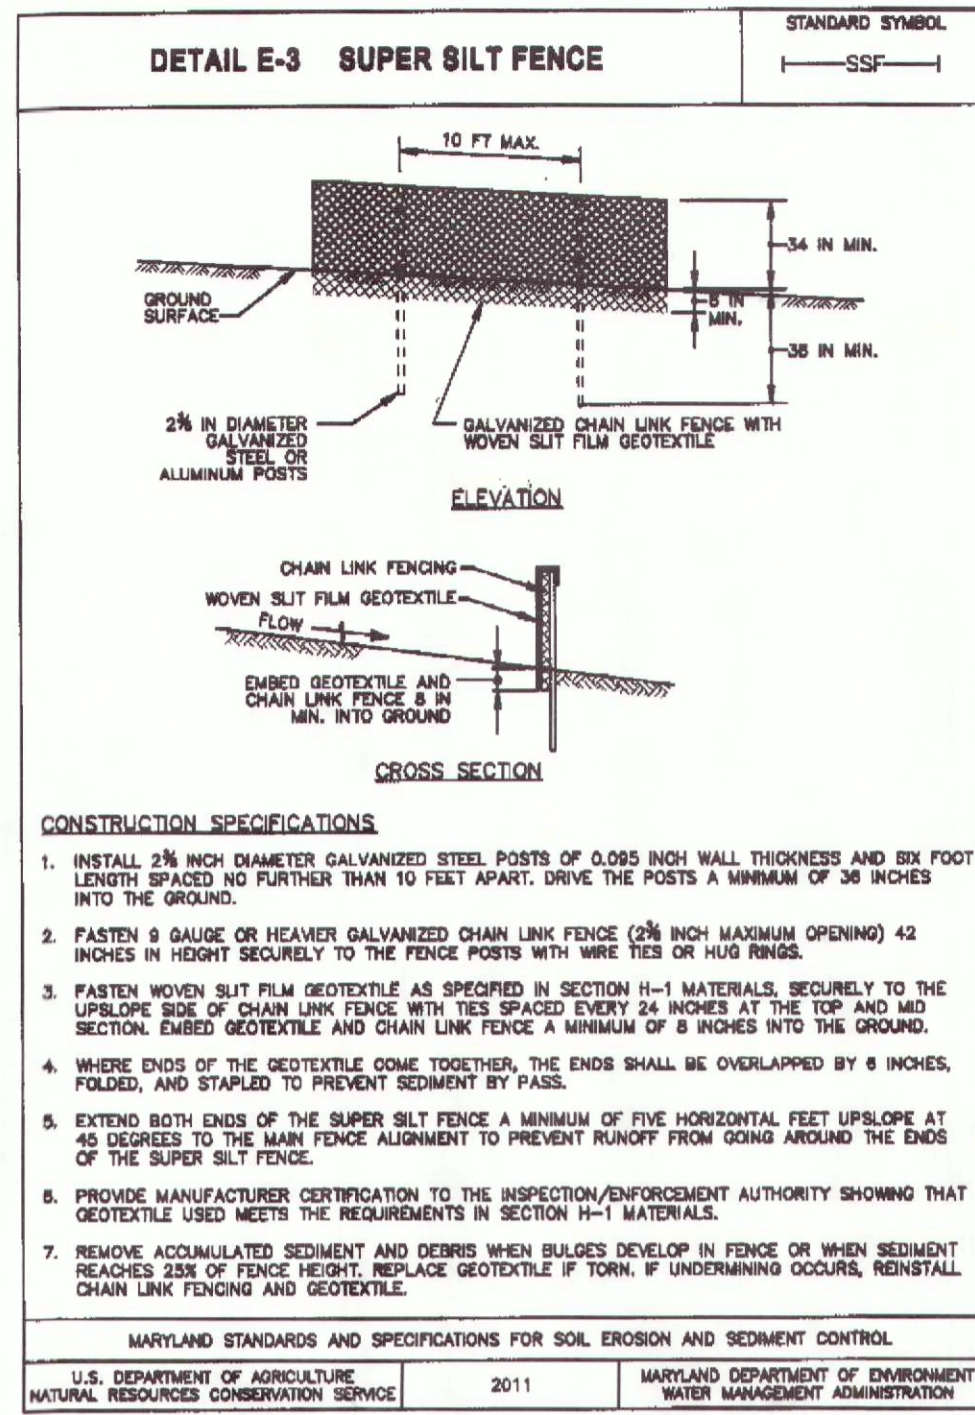 DETAIL E-3 SUPER SILT FENCE
STANDARD SYMBOL
SSF
10 FT MAX.
34 IN MIN.
GROUND
SURFACE
8 IN
MIN.
36 IN MIN.
2⅜ IN DIAMETER
GALVANIZED
STEEL OR
ALUMINUM POSTS
GALVANIZED CHAIN LINK FENCE WITH
WOVEN SLIT FILM GEOTEXTILE
ELEVATION
CHAIN LINK FENCING
WOVEN SLIT FILM GEOTEXTILE
FLOW
EMBED GEOTEXTILE AND
CHAIN LINK FENCE 8 IN
MIN. INTO GROUND
CROSS SECTION
CONSTRUCTION SPECIFICATIONS
1. INSTALL 2⅜ INCH DIAMETER GALVANIZED STEEL POSTS OF 0.095 INCH WALL THICKNESS AND SIX FOOT
LENGTH SPACED NO FURTHER THAN 10 FEET APART. DRIVE THE POSTS A MINIMUM OF 36 INCHES
INTO THE GROUND.
2. FASTEN 9 GAUGE OR HEAVIER GALVANIZED CHAIN LINK FENCE (2⅜ INCH MAXIMUM OPENING) 42
INCHES IN HEIGHT SECURELY TO THE FENCE POSTS WITH WIRE TIES OR HUG RINGS.
3. FASTEN WOVEN SLIT FILM GEOTEXTILE AS SPECIFIED IN SECTION H-1 MATERIALS, SECURELY TO THE
UPSLOPE SIDE OF CHAIN LINK FENCE WITH TIES SPACED EVERY 24 INCHES AT THE TOP AND MID
SECTION. EMBED GEOTEXTILE AND CHAIN LINK FENCE A MINIMUM OF 8 INCHES INTO THE GROUND.
4. WHERE ENDS OF THE GEOTEXTILE COME TOGETHER, THE ENDS SHALL BE OVERLAPPED BY 6 INCHES,
FOLDED, AND STAPLED TO PREVENT SEDIMENT BY PASS.
5. EXTEND BOTH ENDS OF THE SUPER SILT FENCE A MINIMUM OF FIVE HORIZONTAL FEET UPSLOPE AT
45 DEGREES TO THE MAIN FENCE ALIGNMENT TO PREVENT RUNOFF FROM GOING AROUND THE ENDS
OF THE SUPER SILT FENCE.
6. PROVIDE MANUFACTURER CERTIFICATION TO THE INSPECTION/ENFORCEMENT AUTHORITY SHOWING THAT
GEOTEXTILE USED MEETS THE REQUIREMENTS IN SECTION H-1 MATERIALS.
7. REMOVE ACCUMULATED SEDIMENT AND DEBRIS WHEN BULGES DEVELOP IN FENCE OR WHEN SEDIMENT
REACHES 25% OF FENCE HEIGHT. REPLACE GEOTEXTILE IF TORN. IF UNDERMINING OCCURS, REINSTALL
CHAIN LINK FENCING AND GEOTEXTILE.
MARYLAND STANDARDS AND SPECIFICATIONS FOR SOIL EROSION AND SEDIMENT CONTROL
U.S. DEPARTMENT OF AGRICULTURE
NATURAL RESOURCES CONSERVATION SERVICE
2011
MARYLAND DEPARTMENT OF ENVIRONMENT
WATER MANAGEMENT ADMINISTRATION